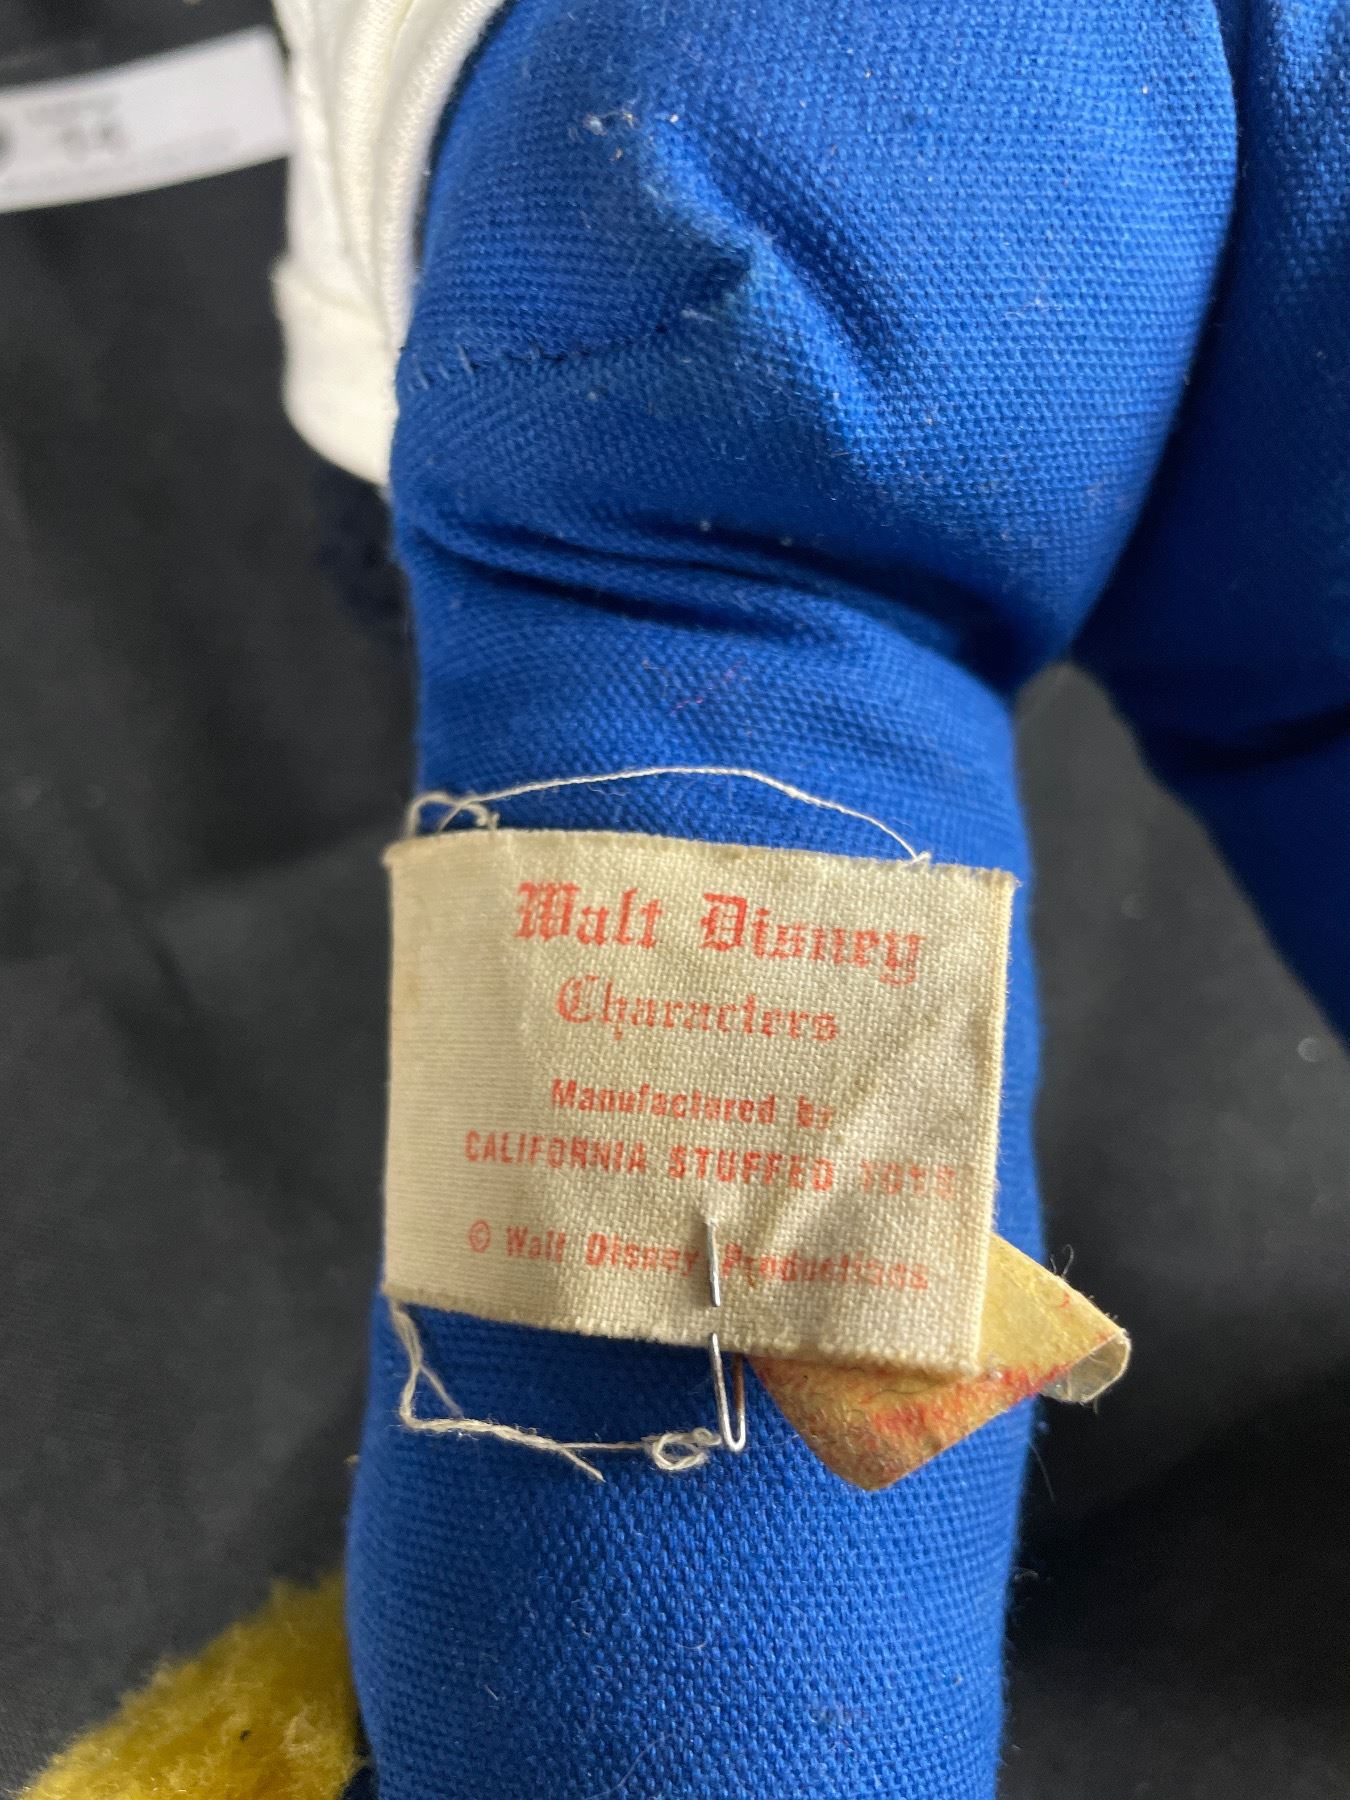 Walt Disney
Characters
Manufactured by
CALIFORNIA STUFFED TOYS
© Walt Disney Productions